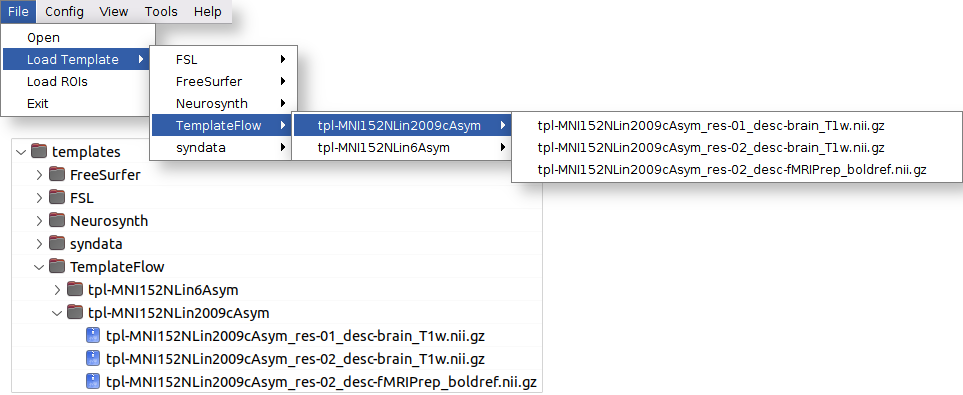 File Config View Tools Help
Open
Load Template
Load ROIs
Exit
FSL
FreeSurfer
Neurosynth
TemplateFlow
syndata
tpl-MNI152NLin2009cAsym
tpl-MNI152NLin6Asym
tpl-MNI152NLin2009cAsym_res-01_desc-brain_T1w.nii.gz
tpl-MNI152NLin2009cAsym_res-02_desc-brain_T1w.nii.gz
tpl-MNI152NLin2009cAsym_res-02_desc-fMRIPrep_boldref.nii.gz
templates
FreeSurfer
FSL
Neurosynth
syndata
TemplateFlow
tpl-MNI152NLin6Asym
tpl-MNI152NLin2009cAsym
tpl-MNI152NLin2009cAsym_res-01_desc-brain_T1w.nii.gz
tpl-MNI152NLin2009cAsym_res-02_desc-brain_T1w.nii.gz
tpl-MNI152NLin2009cAsym_res-02_desc-fMRIPrep_boldref.nii.gz